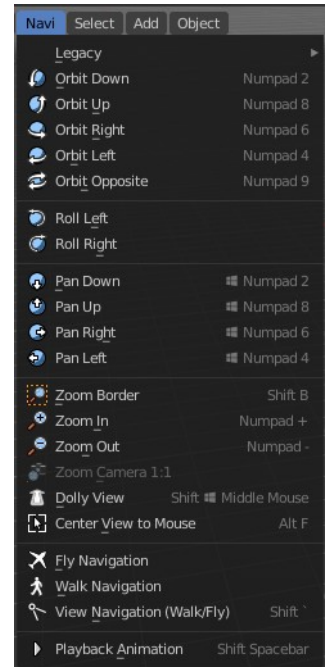 Navi Select Add Object
Legacy
Orbit Down Numpad 2
Orbit Up Numpad 8
Orbit Right Numpad 6
Orbit Left Numpad 4
Orbit Opposite Numpad 9
Roll Left
Roll Right
Pan Down Numpad 2
Pan Up Numpad 8
Pan Right Numpad 6
Pan Left Numpad 4
Zoom Border Shift B
Zoom In Numpad +
Zoom Out Numpad -
Zoom Camera 1:1
Dolly View Shift Middle Mouse
Center View to Mouse Alt F
Fly Navigation
Walk Navigation
View Navigation (Walk/Fly) Shift `
Playback Animation Shift Spacebar